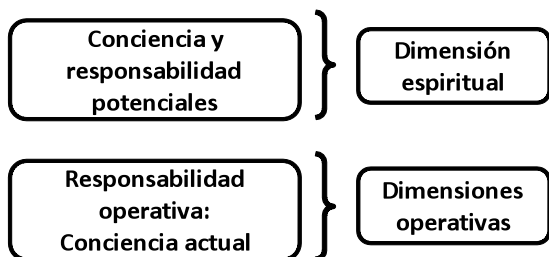 Conciencia y
responsabilidad
potenciales
Dimensión
espiritual
Responsabilidad
operativa:
Conciencia actual
Dimensiones
operativas